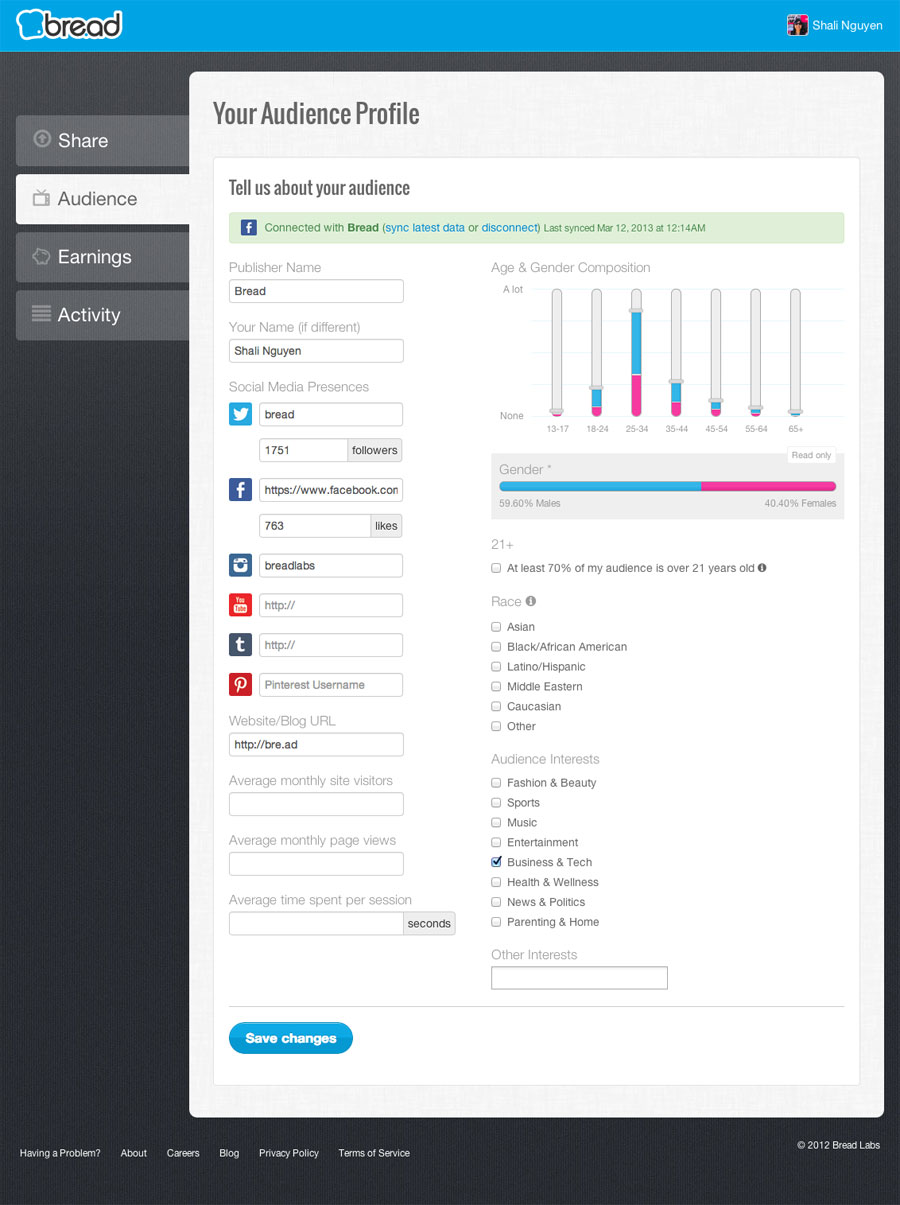 bread
Shali Nguyen
Share
Audience
Earnings
Activity
Your Audience Profile
Tell us about your audience
Connected with Bread (sync latest data or disconnect) Last synced Mar 12, 2013 at 12:14AM
Publisher Name
Bread
Your Name (if different)
Shali Nguyen
Social Media Presences
bread
1751 followers
https://www.facebook.con
763 likes
breadlabs
You Tube
http://
t
http://
Pinterest Username
Website/Blog URL
http://bre.ad
Average monthly site visitors
Average monthly page views
Average time spent per session
seconds
Age & Gender Composition
A lot
None
13-17 18-24 25-34 35-44 45-54 55-64 65+
Read only
Gender *
59.60% Males 40.40% Females
21+
At least 70% of my audience is over 21 years old
Race
Asian
Black/African American
Latino/Hispanic
Middle Eastern
Caucasian
Other
Audience Interests
Fashion & Beauty
Sports
Music
Entertainment
Business & Tech
Health & Wellness
News & Politics
Parenting & Home
Other Interests
Save changes
Having a Problem? About Careers Blog Privacy Policy Terms of Service
© 2012 Bread Labs